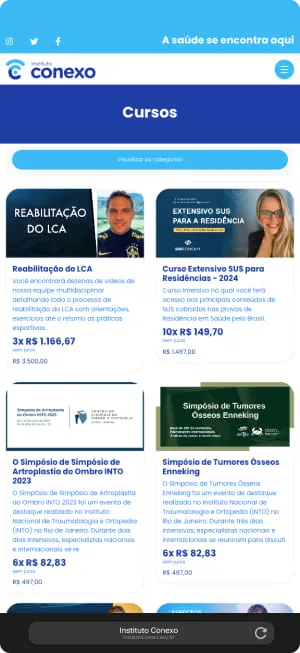 A saúde se encontra aqui
Instituto
conexo
Cursos
Visualizar as categorias
REABILITAÇÃO
DO LCA
EXTENSIVO SUS
PARA A RESIDÊNCIA
Reabilitação do LCA
Você encontrará dezenas de vídeos de
nossa equipe multidisciplinar
detalhando todo o processo de
reabilitação do LCA com orientações,
exercícios até o retorno as práticas
esportivas.
3x R$ 1.166,67
sem juros
R$ 3.500,00
Curso Extensivo SUS para
Residências - 2024
Curso Imersivo no qual você terá
acesso aos principais conteúdos de
SUS cobrados nas provas de
Residência em Saúde pelo Brasil.
10x R$ 149,70
sem juros
R$ 1.497,00
Simpósio de Artroplastia
do Ombro INTO 2023
Simpósio de Tumores
Ósseos Enneking
O Simpósio de Simpósio de
Artroplastia do Ombro INTO
2023
O Simpósio de Simpósio de Artroplastia
do Ombro INTO 2023 foi um evento de
destaque realizado no Instituto
Nacional de Traumatologia e Ortopedia
(INTO) no Rio de Janeiro. Durante dois
dias intensivos, especialistas nacionais
e internacionais se re
6x R$ 82,83
sem juros
R$ 497,00
Simpósio de Tumores Ósseos
Enneking
O Simpósio de Tumores Ósseos
Enneking foi um evento de destaque
realizado no Instituto Nacional de
Traumatologia e Ortopedia (INTO) no
Rio de Janeiro. Durante três dias
intensivos, especialistas nacionais e
internacionais se reuniram para discuti
6x R$ 82,83
sem juros
R$ 497,00
ASPECTOS
Instituto Conexo
institutoconexo.edu.br